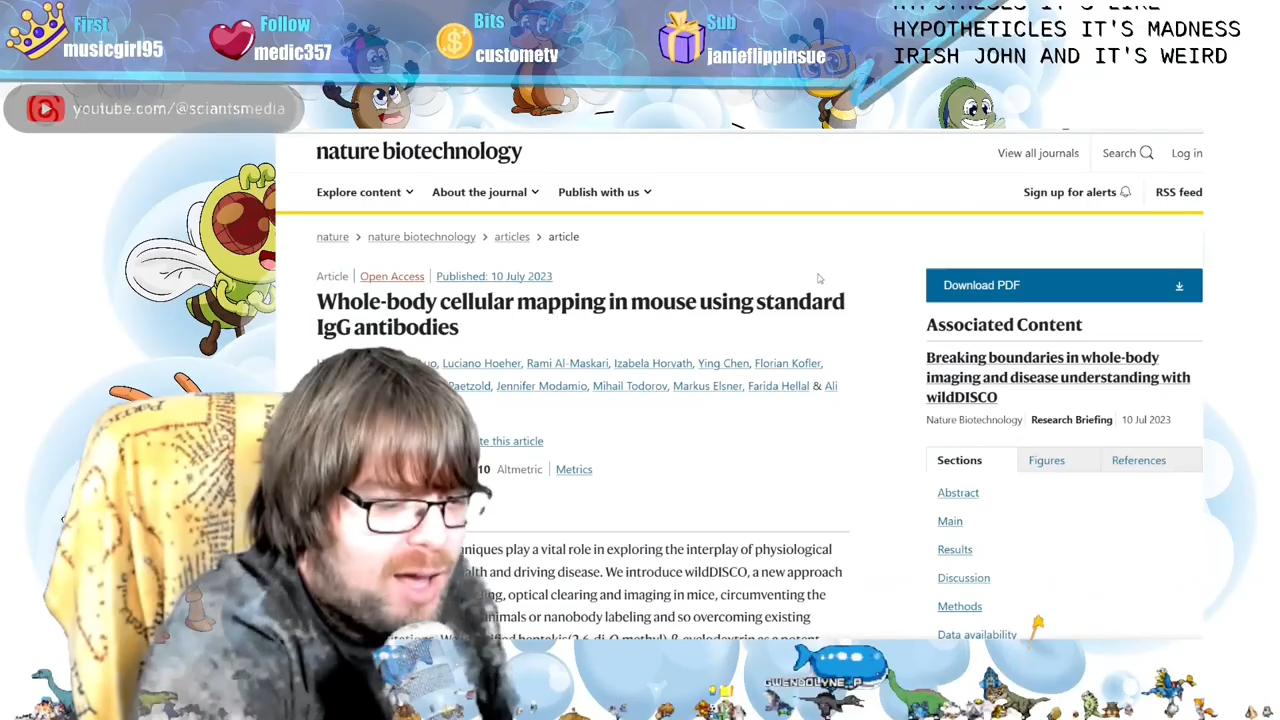 First
musicgirl95
Follow
medic357
Bits
customctv
Sub
janieflippinsue
HYPOTHETICLES IT'S MADNESS
IRISH JOHN AND IT'S WEIRD
youtube.com/@sciantsmedia
nature biotechnology
View all journals
Search
Log in
Explore content
About the journal
Publish with us
Sign up for alerts
RSS feed
nature > nature biotechnology > articles > article
Article | Open Access | Published: 10 July 2023
Whole-body cellular mapping in mouse using standard
IgG antibodies
Luciano Hoeher, Rami Al-Maskari, Izabela Horvath, Ying Chen, Florian Kofler,
Paetzold, Jennifer Modamio, Mihail Todorov, Markus Elsner, Farida Hellal & Ali
this article
10 Altmetric | Metrics
play a vital role in exploring the interplay of physiological
and driving disease. We introduce wildDISCO, a new approach
optical clearing and imaging in mice, circumventing the
or nanobody labeling and so overcoming existing
Download PDF
Associated Content
Breaking boundaries in whole-body
imaging and disease understanding with
wildDISCO
Nature Biotechnology Research Briefing 10 Jul 2023
Sections
Figures
References
Abstract
Main
Results
Discussion
Methods
Data availability
GWENDOLYNE_P